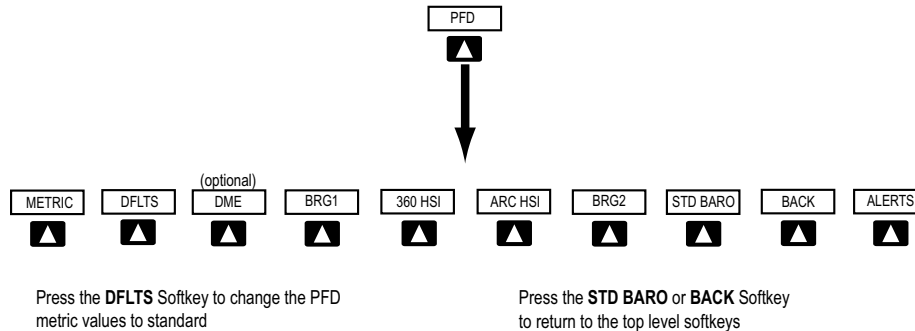 PFD
(optional)
METRIC DFLTS DME BRG1 360 HSI ARC HSI BRG2 STD BARO BACK ALERTS
Press the DFLTS Softkey to change the PFD
metric values to standard
Press the STD BARO or BACK Softkey
to return to the top level softkeys